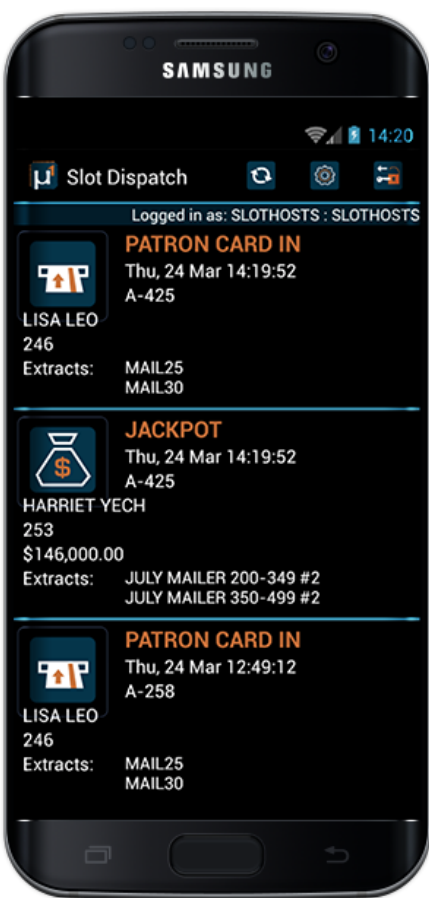 SAMSUNG
14:20
µ1 Slot Dispatch
Logged in as: SLOTHOSTS : SLOTHOSTS
PATRON CARD IN
Thu, 24 Mar 14:19:52
A-425
LISA LEO
246
Extracts: MAIL25
MAIL30
JACKPOT
Thu, 24 Mar 14:19:52
A-425
$
HARRIET YECH
253
$146,000.00
Extracts: JULY MAILER 200-349 #2
JULY MAILER 350-499 #2
PATRON CARD IN
Thu, 24 Mar 12:49:12
A-258
LISA LEO
246
Extracts: MAIL25
MAIL30